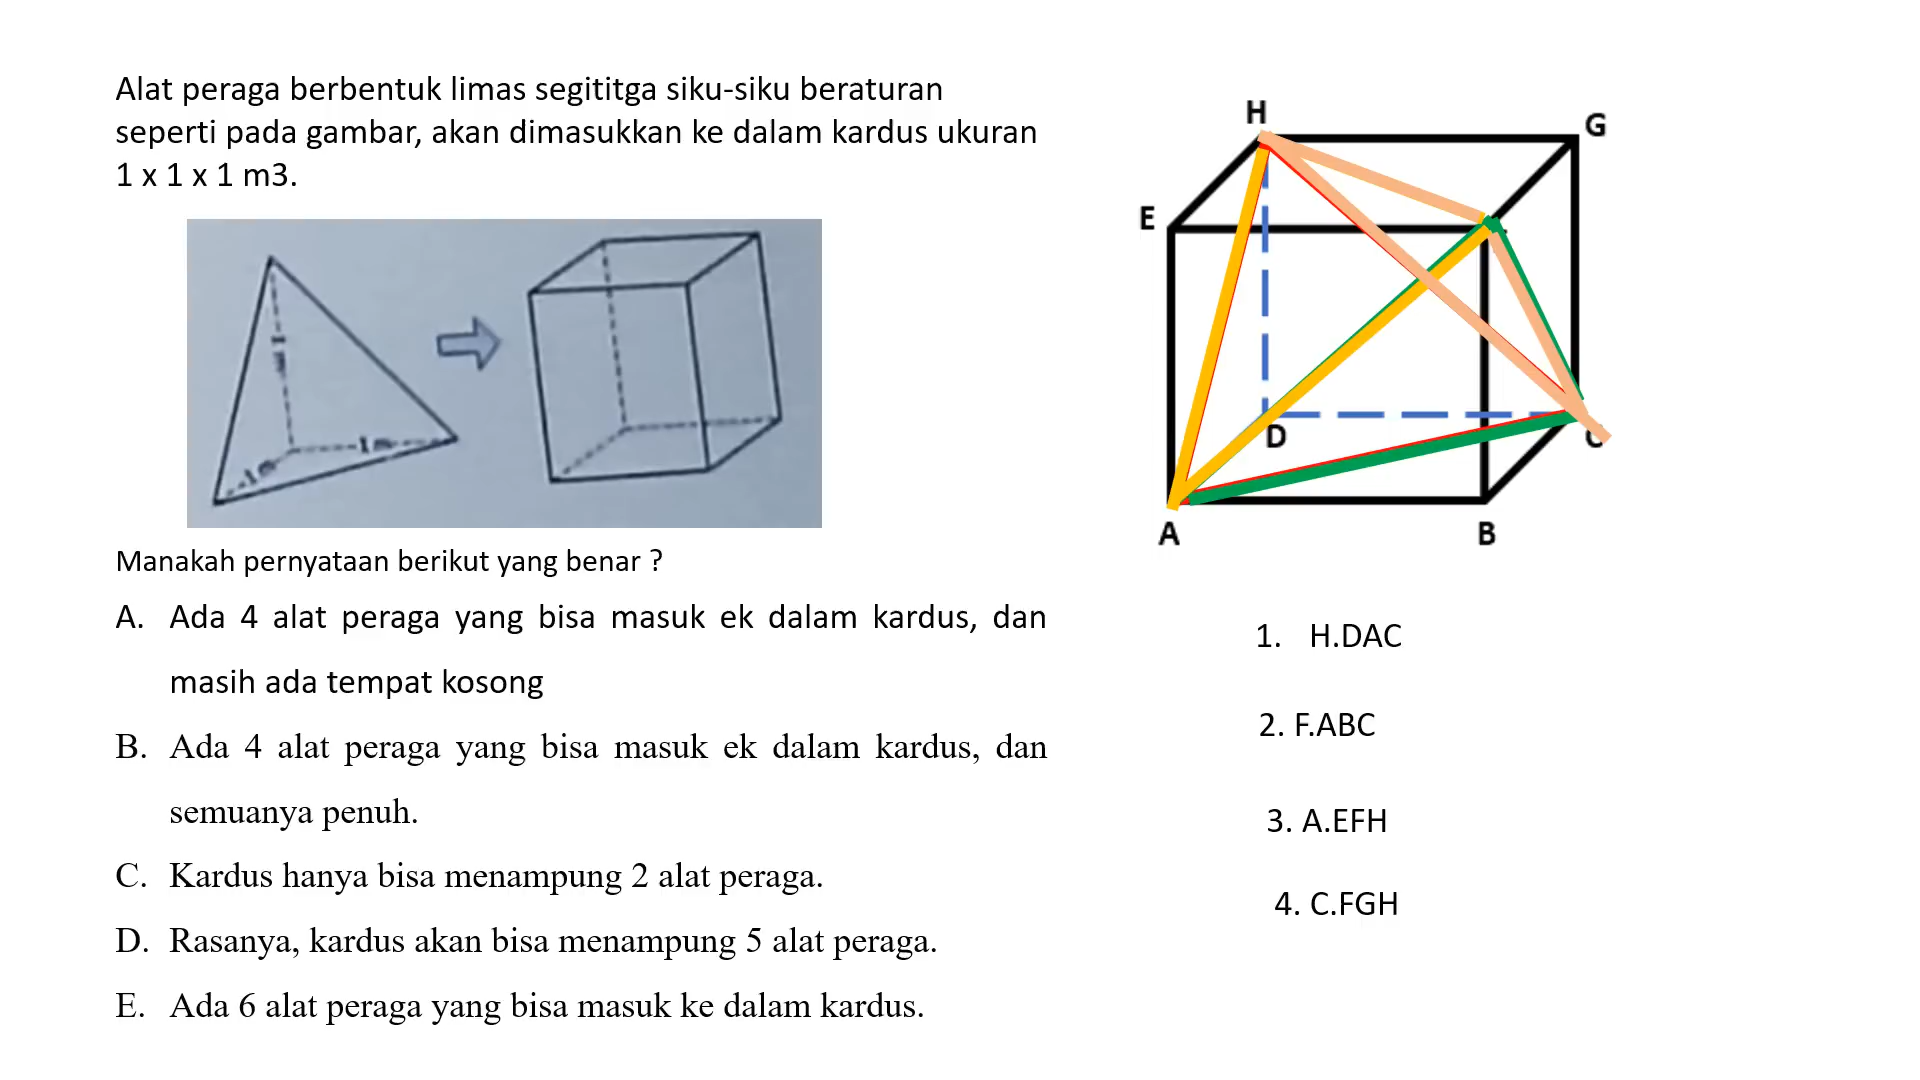 Alat peraga berbentuk limas segititga siku-siku beraturan
seperti pada gambar, akan dimasukkan ke dalam kardus ukuran
1 x 1 x 1 m3.
1 m
1 m
1 m
Manakah pernyataan berikut yang benar ?
A. Ada 4 alat peraga yang bisa masuk ek dalam kardus, dan
masih ada tempat kosong
B. Ada 4 alat peraga yang bisa masuk ek dalam kardus, dan
semuanya penuh.
C. Kardus hanya bisa menampung 2 alat peraga.
D. Rasanya, kardus akan bisa menampung 5 alat peraga.
E. Ada 6 alat peraga yang bisa masuk ke dalam kardus.
H
G
E
D
C
A
B
1. H.DAC
2. F.ABC
3. A.EFH
4. C.FGH